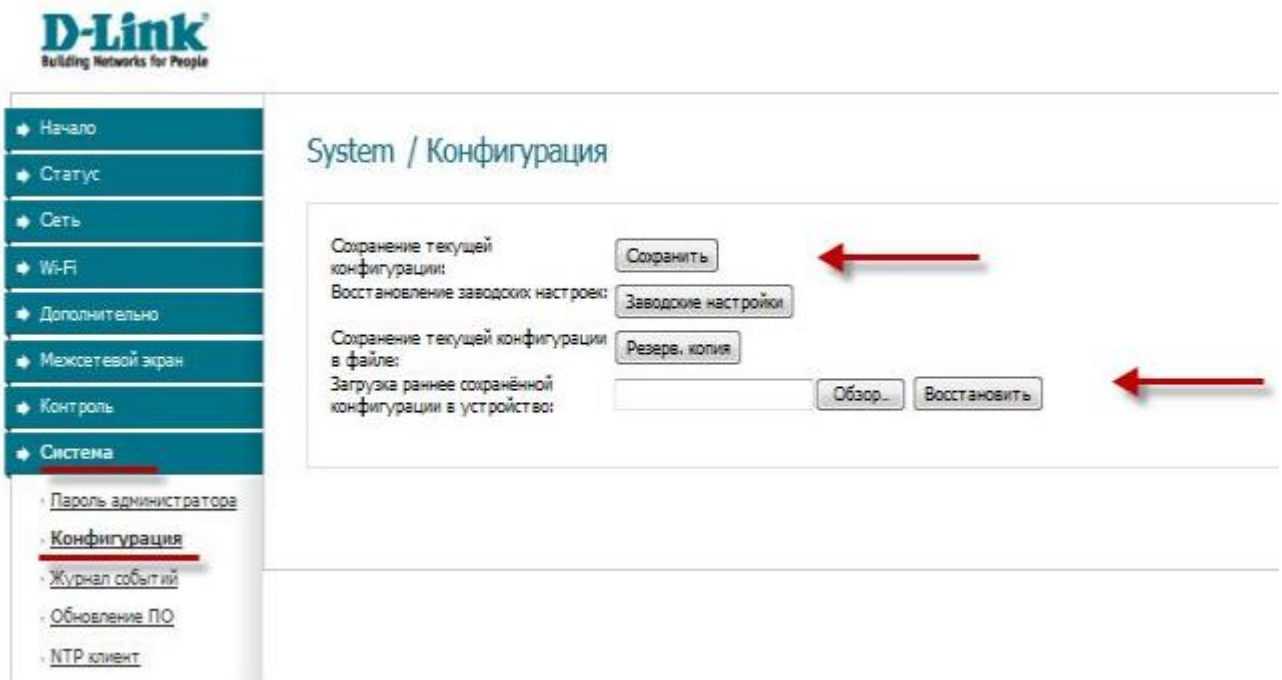 D-Link
Building Networks for People
Начало
Статус
Сеть
Wi-Fi
Дополнительно
Межсетевой экран
Контроль
Система
Пароль администратора
Конфигурация
Журнал событий
Обновление ПО
NTP клиент
System / Конфигурация
Сохранение текущей
конфигурации:
Сохранить
Восстановление заводских настроек:
Заводские настройки
Сохранение текущей конфигурации
в файле:
Резерв. копия
Загрузка раннее сохранённой
конфигурации в устройство:
Обзор...
Восстановить